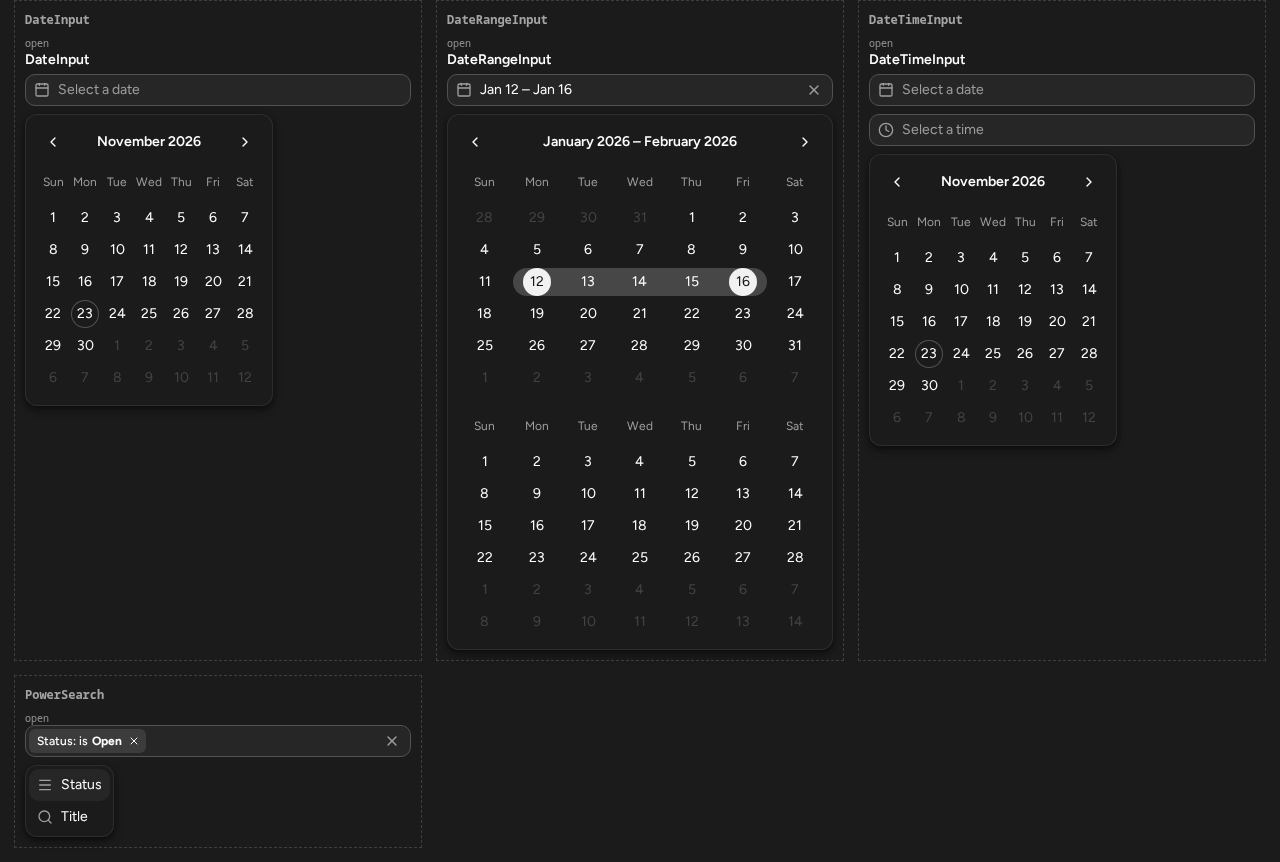 DateInput
open
DateInput
Select a date
November 2026
Sun Mon Tue Wed Thu Fri Sat
1 2 3 4 5 6 7
8 9 10 11 12 13 14
15 16 17 18 19 20 21
22 23 24 25 26 27 28
29 30 1 2 3 4 5
6 7 8 9 10 11 12
DateRangeInput
open
DateRangeInput
Jan 12 – Jan 16
January 2026 – February 2026
Sun Mon Tue Wed Thu Fri Sat
28 29 30 31 1 2 3
4 5 6 7 8 9 10
11 12 13 14 15 16 17
18 19 20 21 22 23 24
25 26 27 28 29 30 31
1 2 3 4 5 6 7
Sun Mon Tue Wed Thu Fri Sat
1 2 3 4 5 6 7
8 9 10 11 12 13 14
15 16 17 18 19 20 21
22 23 24 25 26 27 28
1 2 3 4 5 6 7
8 9 10 11 12 13 14
DateTimeInput
open
DateTimeInput
Select a date
Select a time
November 2026
Sun Mon Tue Wed Thu Fri Sat
1 2 3 4 5 6 7
8 9 10 11 12 13 14
15 16 17 18 19 20 21
22 23 24 25 26 27 28
29 30 1 2 3 4 5
6 7 8 9 10 11 12
PowerSearch
open
Status: is Open
Status
Title